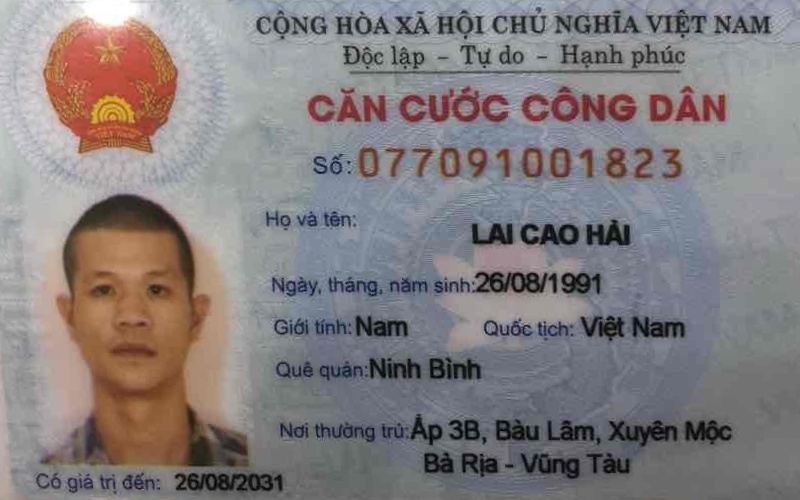 CỘNG HÒA XÃ HỘI CHỦ NGHĨA VIỆT NAM
Độc lập - Tự do - Hạnh phúc
CĂN CƯỚC CÔNG DÂN
Số: 077091001823
Họ và tên:
LAI CAO HẢI
Ngày, tháng, năm sinh: 26/08/1991
Giới tính: Nam Quốc tịch: Việt Nam
Quê quán: Ninh Bình
Nơi thường trú: Ấp 3B, Bàu Lâm, Xuyên Mộc
Bà Rịa - Vũng Tàu
Có giá trị đến: 26/08/2031